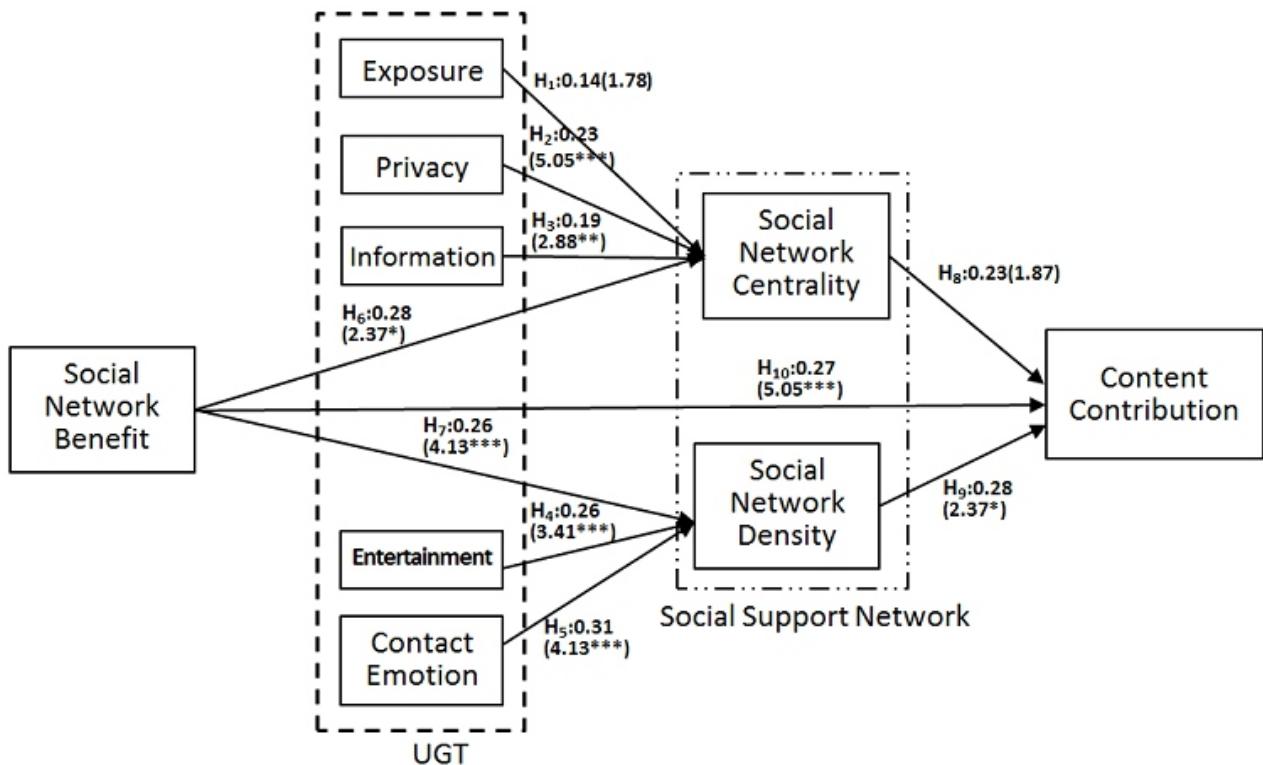 Exposure
H₁:0.14(1.78)
H₂:0.23
(5.05***)
Privacy
H₃:0.19
(2.88**)
Information
Social
Network
Centrality
H₈:0.23(1.87)
H₆:0.28
(2.37*)
Social
Network
Benefit
H₁₀:0.27
(5.05***)
Content
Contribution
H₇:0.26
(4.13***)
Social
Network
Density
H₉:0.28
(2.37*)
H₄:0.26
(3.41***)
Entertainment
Social Support Network
H₅:0.31
(4.13***)
Contact
Emotion
UGT